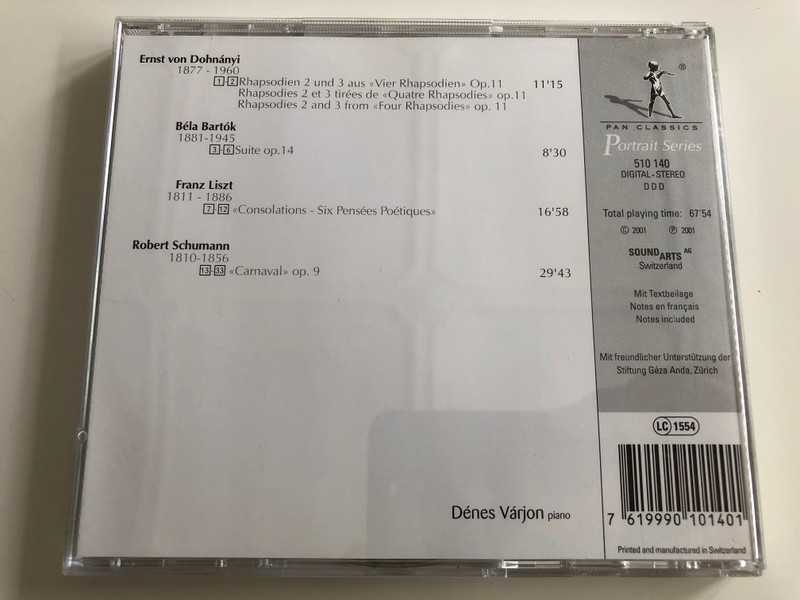 Ernst von Dohnányi
1877 - 1960
1-2 Rhapsodien 2 und 3 aus «Vier Rhapsodien» Op.11 11'15
Rhapsodies 2 et 3 tirées de «Quatre Rhapsodies» op.11
Rhapsodies 2 and 3 from «Four Rhapsodies» op. 11
Béla Bartók
1881-1945
3-6 Suite op.14 8'30
Franz Liszt
1811 - 1886
7-12 «Consolations - Six Pensées Poétiques» 16'58
Robert Schumann
1810-1856
13-33 «Carnaval» op. 9 29'43
Dénes Várjon piano
®
PAN CLASSICS
Portrait Series
510 140
DIGITAL-STEREO
D D D
Total playing time: 67'54
© 2001 ℗ 2001
SOUNDARTS AG
Switzerland
Mit Textbeilage
Notes en français
Notes included
Mit freundlicher Unterstützung der
Stiftung Géza Anda, Zürich
LC 1554
7 619990 101401
Printed and manufactured in Switzerland